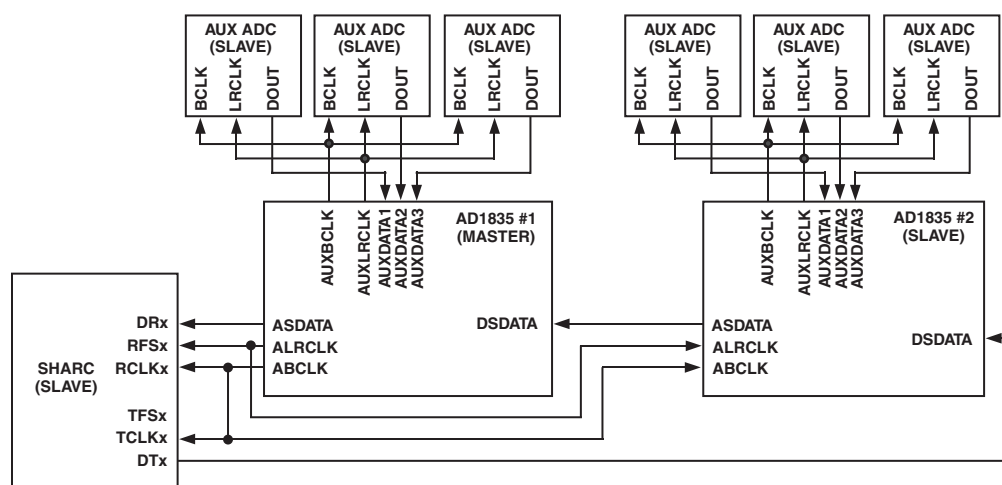 AUX ADC
(SLAVE)
BCLK
LRCLK
DOUT
AUX ADC
(SLAVE)
BCLK
LRCLK
DOUT
AUX ADC
(SLAVE)
BCLK
LRCLK
DOUT
AUX ADC
(SLAVE)
BCLK
LRCLK
DOUT
AUX ADC
(SLAVE)
BCLK
LRCLK
DOUT
AUX ADC
(SLAVE)
BCLK
LRCLK
DOUT
AUXBCLK
AUXLRCLK
AUXDATA1
AUXDATA2
AUXDATA3
AD1835 #1
(MASTER)
ASDATA
ALRCLK
ABCLK
DSDATA
AUXBCLK
AUXLRCLK
AUXDATA1
AUXDATA2
AUXDATA3
AD1835 #2
(SLAVE)
ASDATA
ALRCLK
ABCLK
DSDATA
SHARC
(SLAVE)
DRx
RFSx
RCLKx
TFSx
TCLKx
DTx